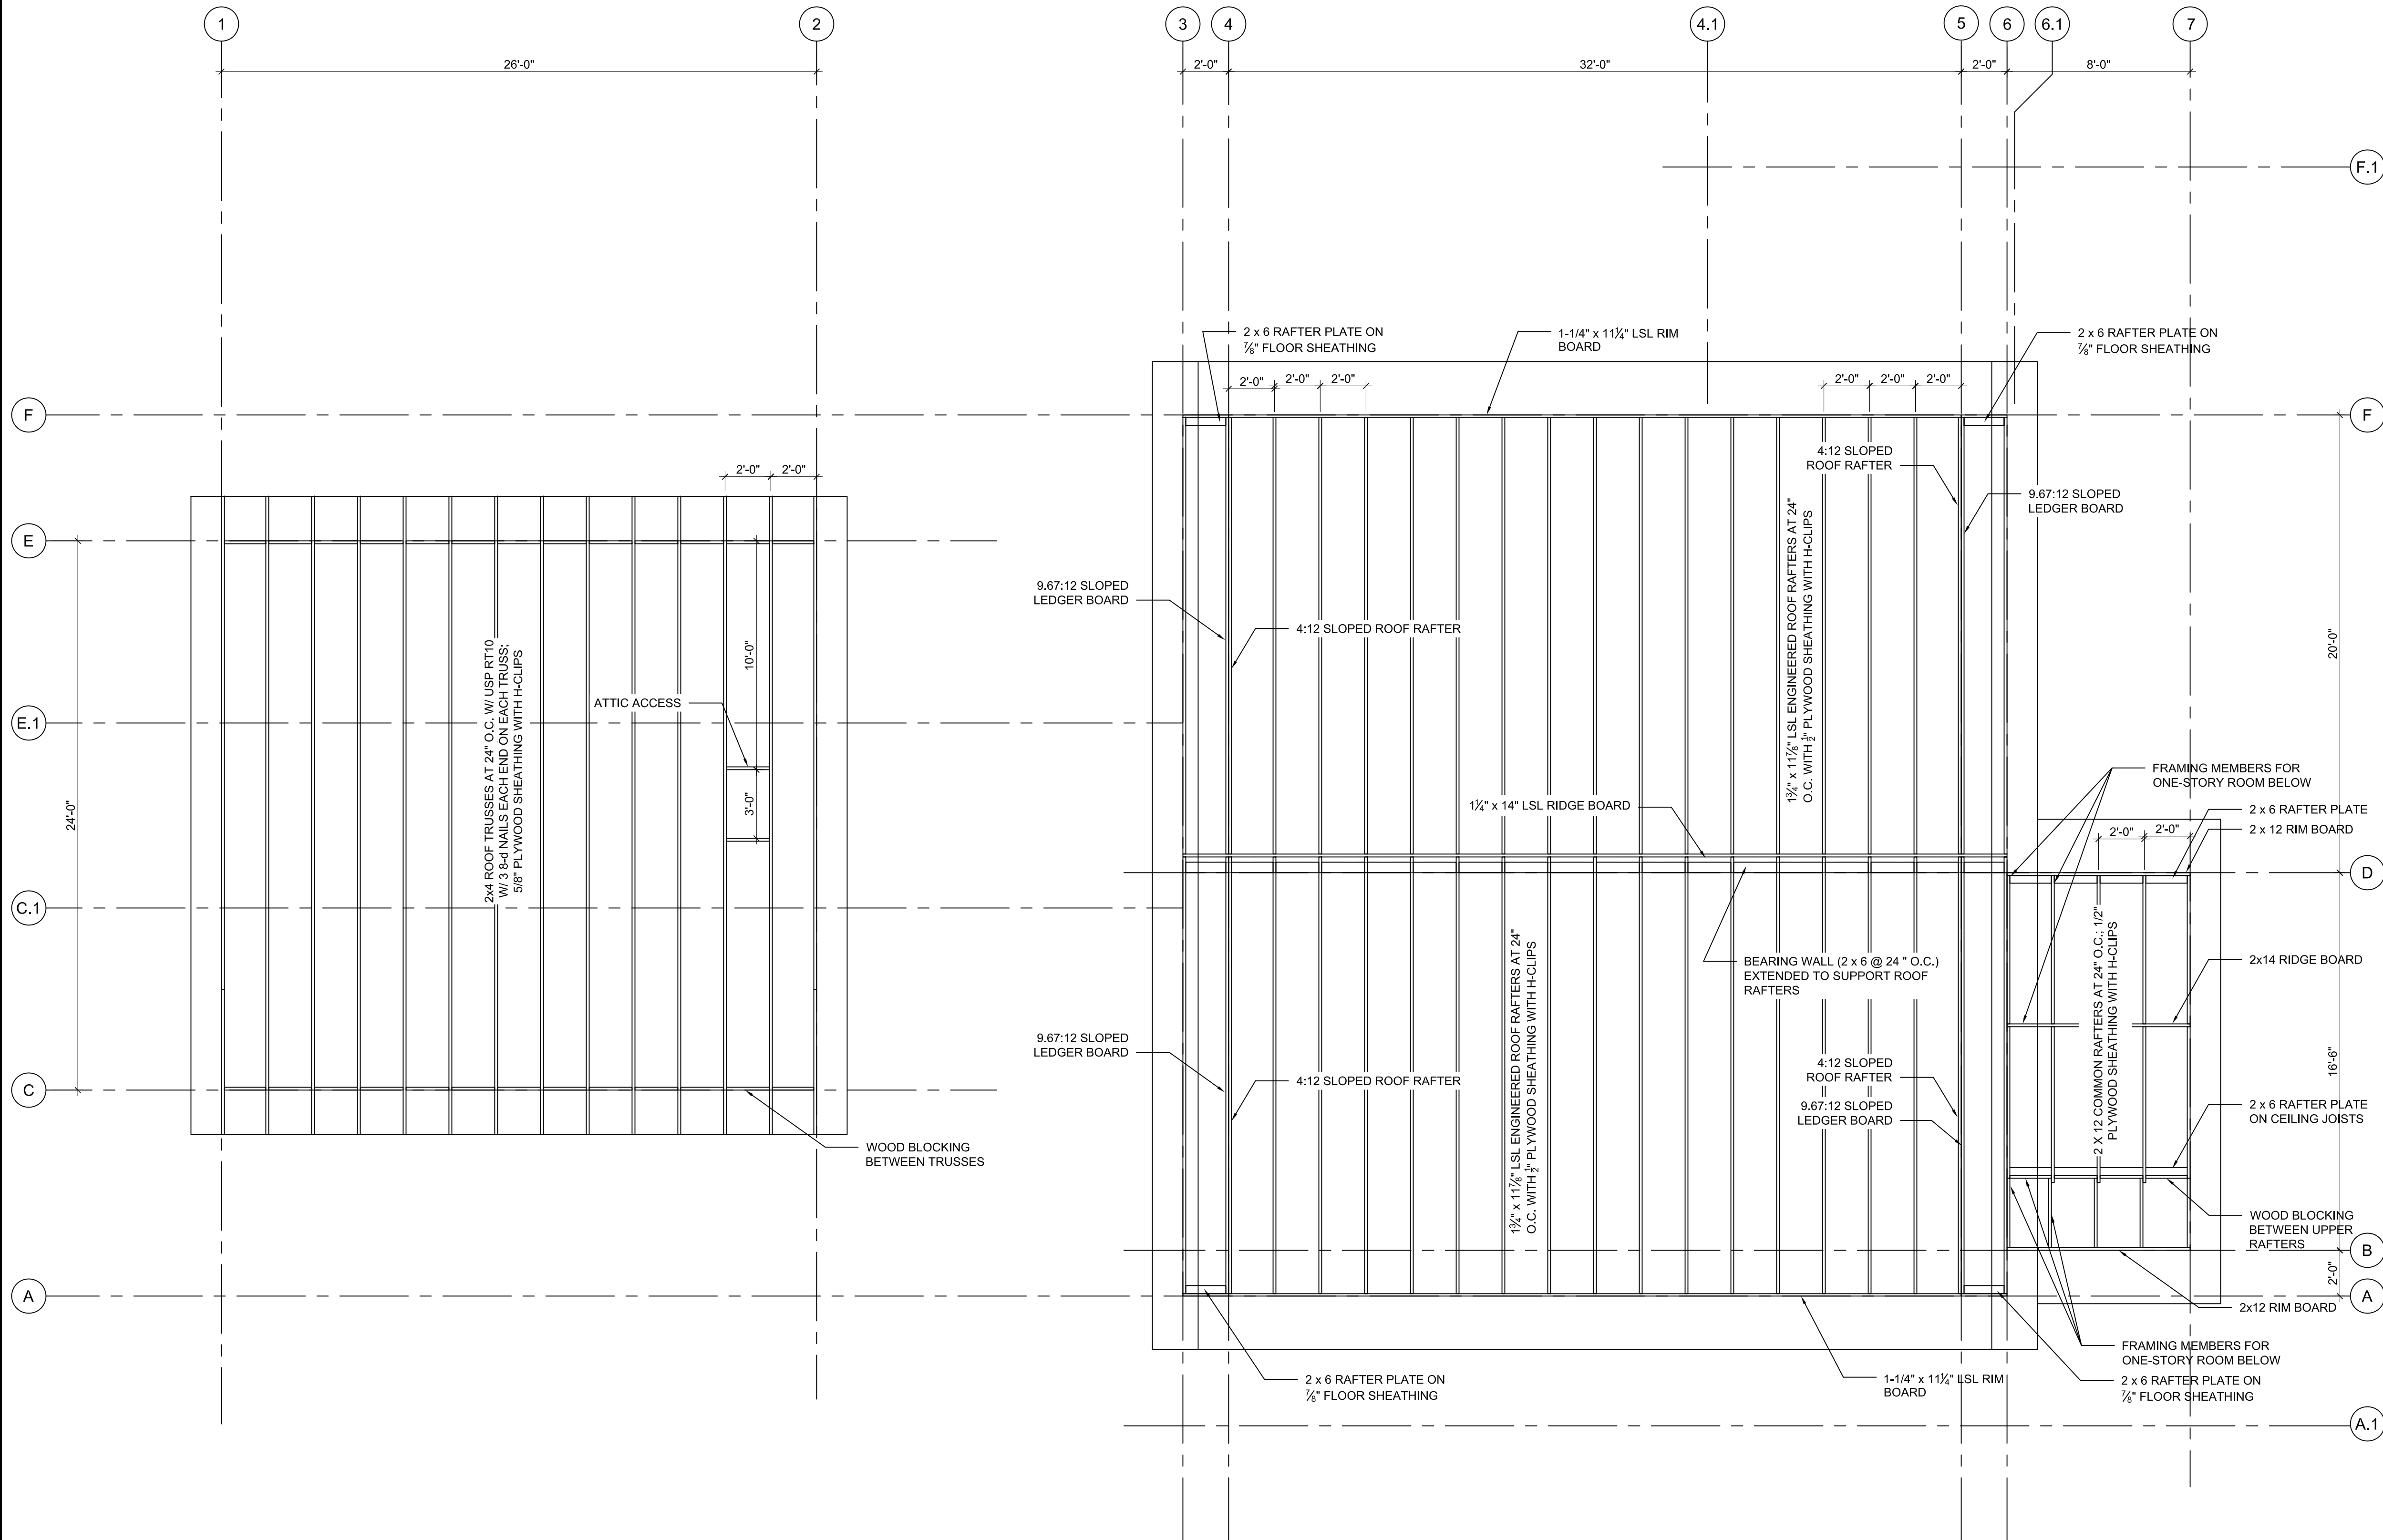 1
2
3
4
4.1
5
6
6.1
7
26'-0"
2'-0"
32'-0"
2'-0"
8'-0"
F.1
2 x 6 RAFTER PLATE ON
⅞" FLOOR SHEATHING
1-1/4" x 11¼" LSL RIM
BOARD
2 x 6 RAFTER PLATE ON
⅞" FLOOR SHEATHING
2'-0"
2'-0"
2'-0"
2'-0"
2'-0"
2'-0"
F
F
4:12 SLOPED
ROOF RAFTER
2'-0"
2'-0"
9.67:12 SLOPED
LEDGER BOARD
E
9.67:12 SLOPED
LEDGER BOARD
4:12 SLOPED ROOF RAFTER
1¾" x 11⅞" LSL ENGINEERED ROOF RAFTERS AT 24"
O.C. WITH ½" PLYWOOD SHEATHING WITH H-CLIPS
20'-0"
10'-0"
2x4 ROOF TRUSSES AT 24" O.C. W/ USP RT10
W/ 3 8-d NAILS EACH END ON EACH TRUSS;
5/8" PLYWOOD SHEATHING WITH H-CLIPS
ATTIC ACCESS
E.1
24'-0"
3'-0"
FRAMING MEMBERS FOR
ONE-STORY ROOM BELOW
1¼" x 14" LSL RIDGE BOARD
2 x 6 RAFTER PLATE
2'-0"
2'-0"
2 x 12 RIM BOARD
D
C.1
BEARING WALL (2 x 6 @ 24 " O.C.)
EXTENDED TO SUPPORT ROOF
RAFTERS
2x14 RIDGE BOARD
2 X 12 COMMON RAFTERS AT 24" O.C.; 1/2"
PLYWOOD SHEATHING WITH H-CLIPS
9.67:12 SLOPED
LEDGER BOARD
4:12 SLOPED ROOF RAFTER
1¾" x 11⅞" LSL ENGINEERED ROOF RAFTERS AT 24"
O.C. WITH ½" PLYWOOD SHEATHING WITH H-CLIPS
4:12 SLOPED
ROOF RAFTER
9.67:12 SLOPED
LEDGER BOARD
16'-6"
C
2 x 6 RAFTER PLATE
ON CEILING JOISTS
WOOD BLOCKING
BETWEEN TRUSSES
WOOD BLOCKING
BETWEEN UPPER
RAFTERS
B
2'-0"
A
A
2x12 RIM BOARD
FRAMING MEMBERS FOR
ONE-STORY ROOM BELOW
2 x 6 RAFTER PLATE ON
⅞" FLOOR SHEATHING
1-1/4" x 11¼" LSL RIM
BOARD
2 x 6 RAFTER PLATE ON
⅞" FLOOR SHEATHING
A.1